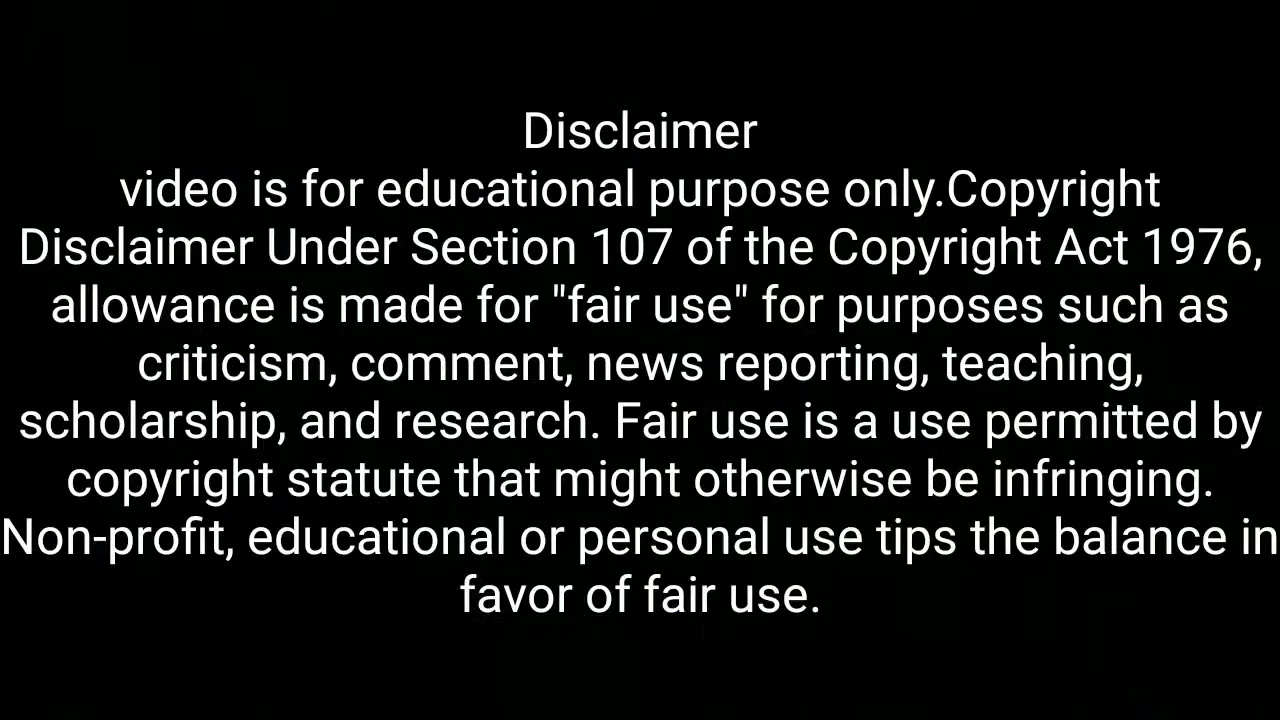 Disclaimer
video is for educational purpose only.Copyright
Disclaimer Under Section 107 of the Copyright Act 1976,
allowance is made for "fair use" for purposes such as
criticism, comment, news reporting, teaching,
scholarship, and research. Fair use is a use permitted by
copyright statute that might otherwise be infringing.
Non-profit, educational or personal use tips the balance in
favor of fair use.